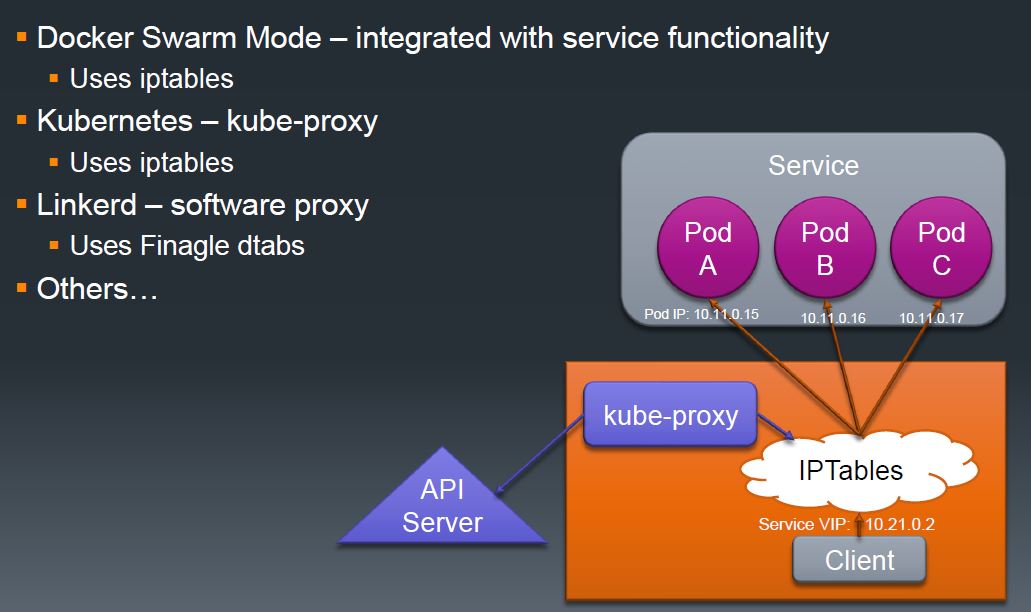 Docker Swarm Mode – integrated with service functionality
Uses iptables
Kubernetes – kube-proxy
Uses iptables
Linkerd – software proxy
Uses Finagle dtabs
Others…
Service
Pod A
Pod B
Pod C
Pod IP: 10.11.0.15
10.11.0.16
10.11.0.17
kube-proxy
API
Server
IPTables
Service VIP: 10.21.0.2
Client